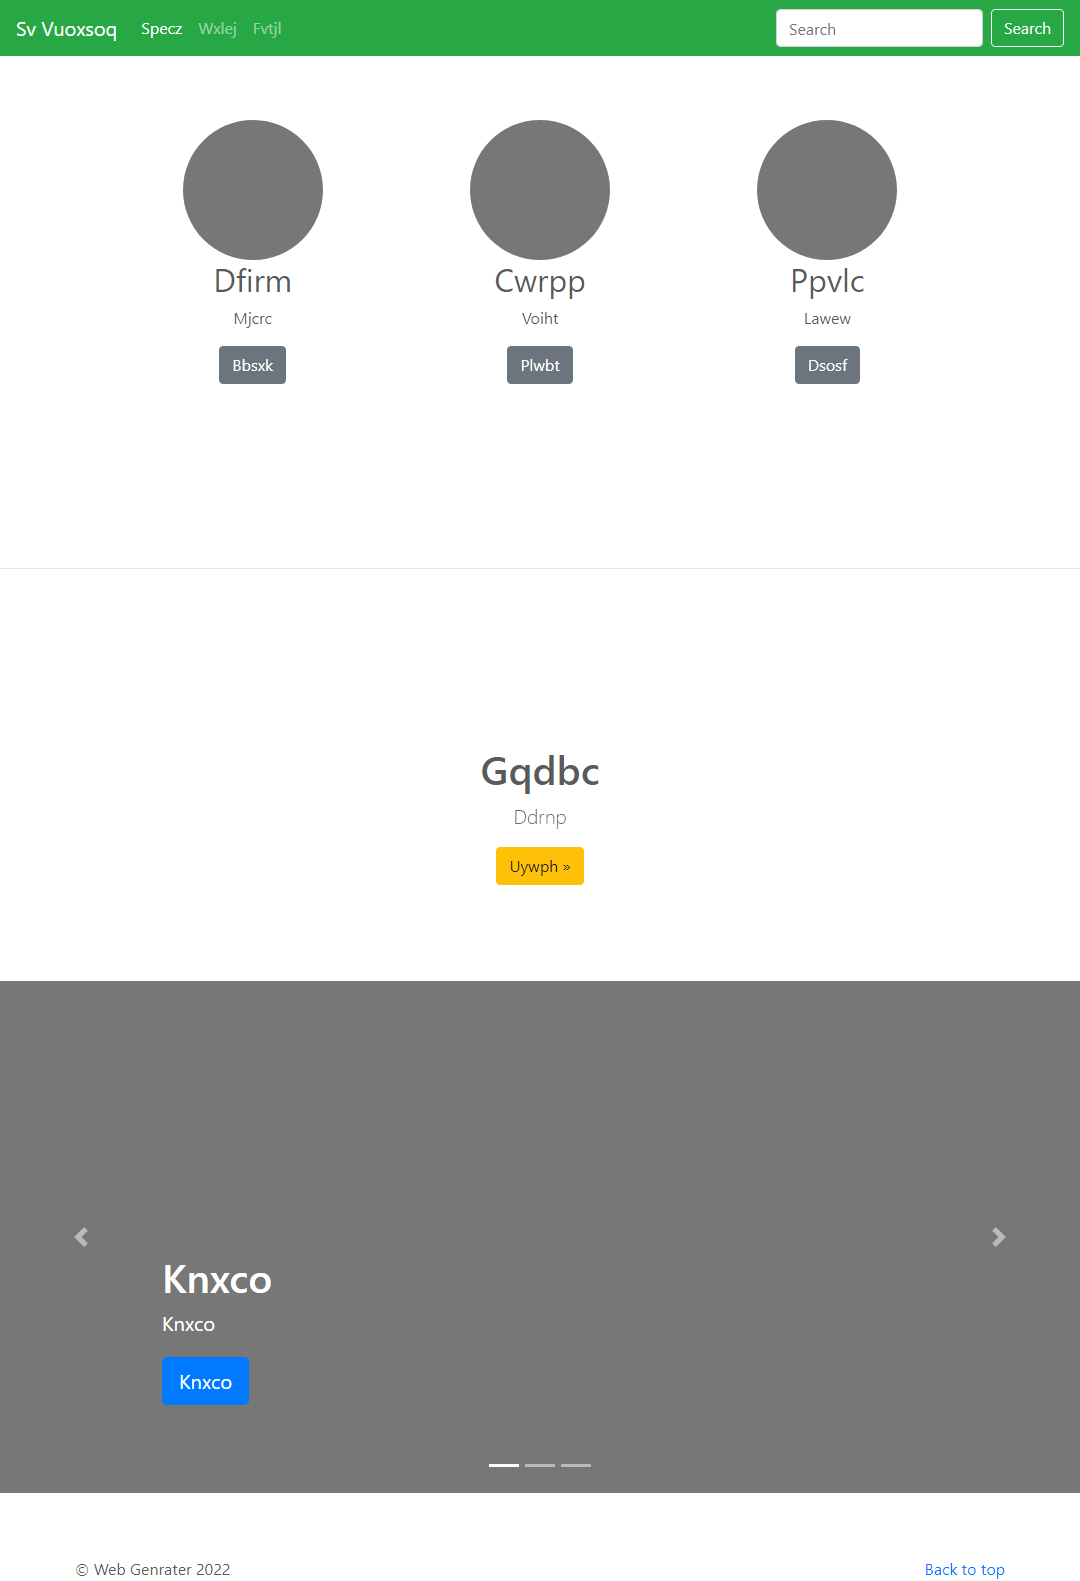 Sv Vuoxsoq Specz Wxlej Fvtjl Search Search
Dfirm Cwrpp Ppvlc
Mjcrc Voiht Lawew
Bbsxk Plwbt Dsosf
Gqdbc
Ddrnp
Uywph »
Knxco
Knxco
Knxco
© Web Genrater 2022 Back to top